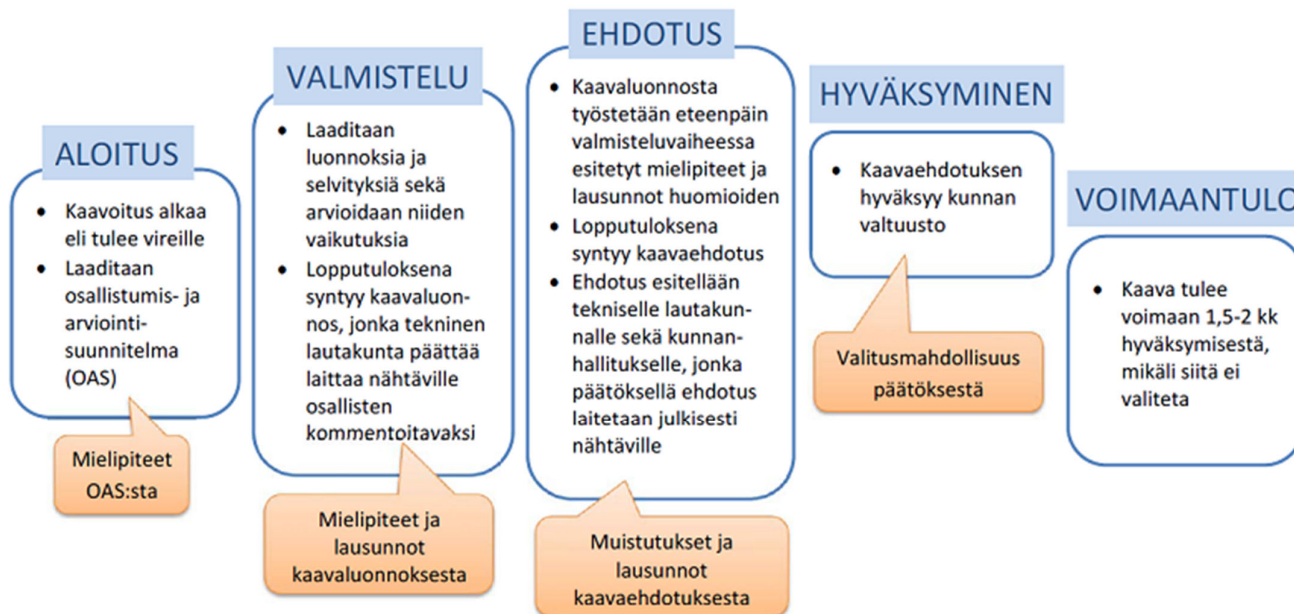 ALOITUS
• Kaavoitus alkaa
eli tulee vireille
• Laaditaan
osallistumis- ja
arviointi-
suunnitelma
(OAS)
Mielipiteet
OAS:sta
VALMISTELU
• Laaditaan
luonnoksia ja
selvityksiä sekä
arvioidaan niiden
vaikutuksia
• Lopputuloksena
syntyy kaavaluon-
nos, jonka tekninen
lautakunta päättää
laittaa nähtäville
osallisten
kommentoitavaksi
Mielipiteet ja
lausunnot
kaavaluonnoksesta
EHDOTUS
• Kaavaluonnosta
työstetään eteenpäin
valmisteluvaiheessa
esitetyt mielipiteet ja
lausunnot huomioiden
• Lopputuloksena
syntyy kaavaehdotus
• Ehdotus esitellään
tekniselle lautakun-
nalle sekä kunnan-
hallitukselle, jonka
päätöksellä ehdotus
laitetaan julkisesti
nähtäville
Muistutukset ja
lausunnot
kaavaehdotuksesta
HYVÄKSYMINEN
• Kaavaehdotuksen
hyväksyy kunnan
valtuusto
Valitusmahdollisuus
päätöksestä
VOIMAANTULO
• Kaava tulee
voimaan 1,5-2 kk
hyväksymisestä,
mikäli siitä ei
valiteta